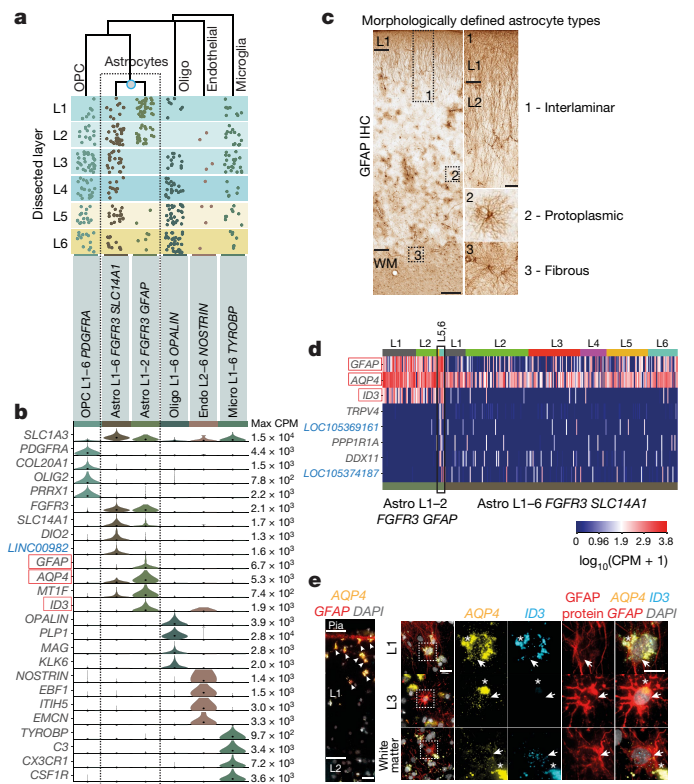 a
OPC
Astrocytes
Oligo
Endothelial
Microglia
Dissected layer
L1
L2
L3
L4
L5
L6
OPC L1–6 PDGFRA
Astro L1–6 FGFR3 SLC14A1
Astro L1–2 FGFR3 GFAP
Oligo L1–6 OPALIN
Endo L2–6 NOSTRIN
Micro L1–6 TYROBP
b
Max CPM
SLC1A3 1.5 × 10⁴
PDGFRA 4.4 × 10³
COL20A1 1.5 × 10³
OLIG2 7.8 × 10²
PRRX1 2.2 × 10³
FGFR3 2.1 × 10³
SLC14A1 1.7 × 10³
DIO2 1.3 × 10³
LINC00982 1.6 × 10³
GFAP 6.7 × 10³
AQP4 5.3 × 10³
MT1F 7.4 × 10²
ID3 1.9 × 10³
OPALIN 3.9 × 10³
PLP1 2.8 × 10⁴
MAG 2.8 × 10³
KLK6 2.0 × 10³
NOSTRIN 1.4 × 10³
EBF1 1.5 × 10³
ITIH5 3.0 × 10³
EMCN 3.3 × 10³
TYROBP 9.7 × 10²
C3 3.4 × 10³
CX3CR1 7.2 × 10³
CSF1R 3.6 × 10³
c
Morphologically defined astrocyte types
GFAP IHC
L1
1
2
3
WM
1
L1
L2
2
3
1 - Interlaminar
2 - Protoplasmic
3 - Fibrous
d
L5,6
L1 L2 L1 L2 L3 L4 L5 L6
GFAP
AQP4
ID3
TRPV4
LOC105369161
PPP1R1A
DDX11
LOC105374187
Astro L1–2
FGFR3 GFAP
Astro L1–6 FGFR3 SLC14A1
0 0.96 1.9 2.8 3.8
log₁₀(CPM + 1)
e
AQP4
GFAP DAPI
Pia
L1
L2
L1
L3
White
matter
AQP4
ID3
GFAP
protein
AQP4 ID3
GFAP DAPI